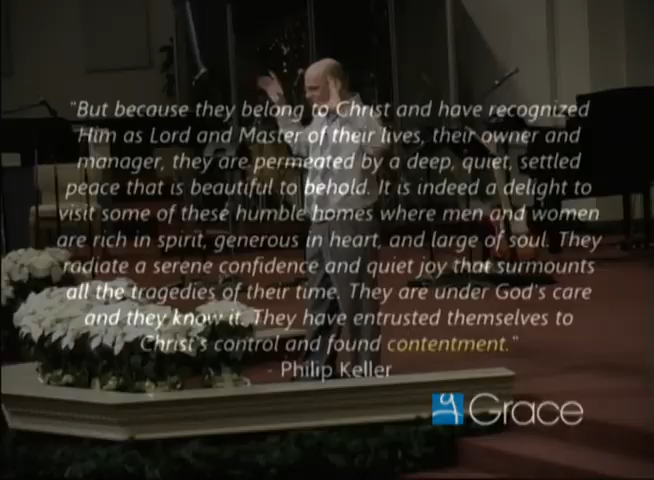 "But because they belong to Christ and have recognized
Him as Lord and Master of their lives, their owner and
manager, they are permeated by a deep, quiet, settled
peace that is beautiful to behold. It is indeed a delight to
visit some of these humble homes where men and women
are rich in spirit, generous in heart, and large of soul. They
radiate a serene confidence and quiet joy that surmounts
all the tragedies of their time. They are under God's care
and they know it. They have entrusted themselves to
Christ's control and found contentment."
- Philip Keller
Grace